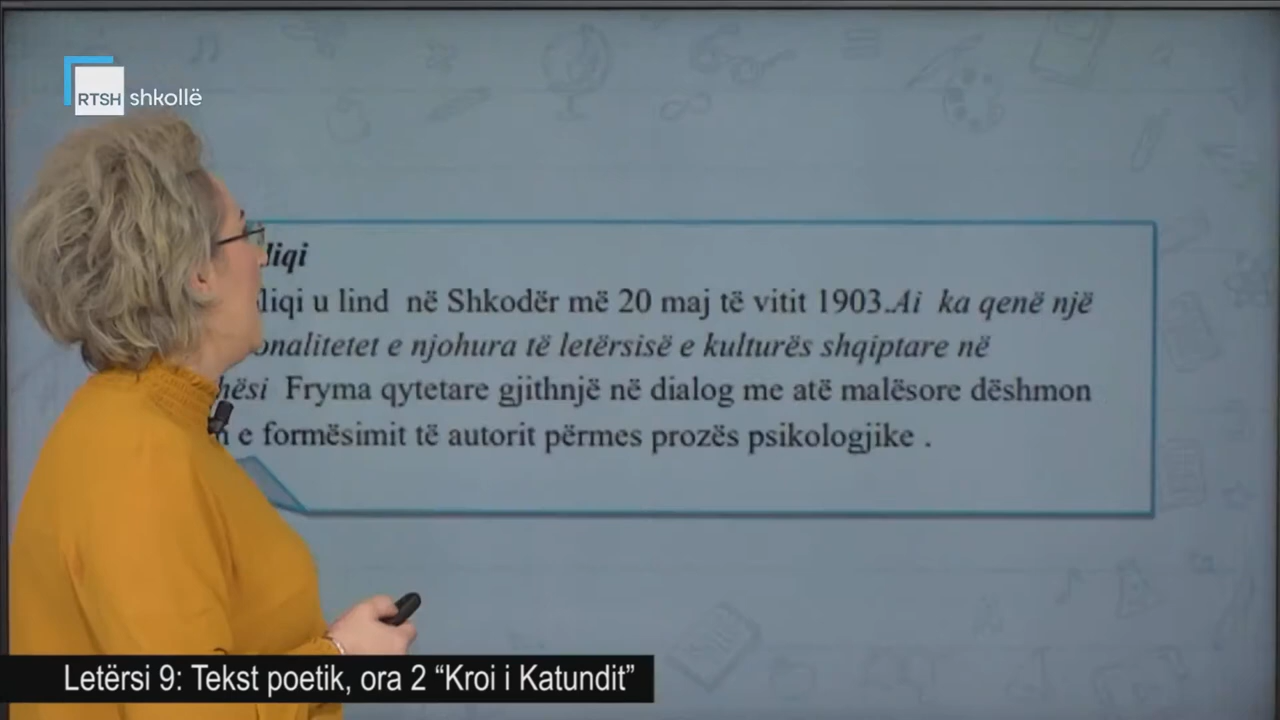 RTSH shkollë
liqi
liqi u lind në Shkodër më 20 maj të vitit 1903.Ai ka qenë një
onalitetet e njohura të letërsisë e kulturës shqiptare në
hësi Fryma qytetare gjithnjë në dialog me atë malësore dëshmon
e formësimit të autorit përmes prozës psikologjike .
Letërsi 9: Tekst poetik, ora 2 “Kroi i Katundit”